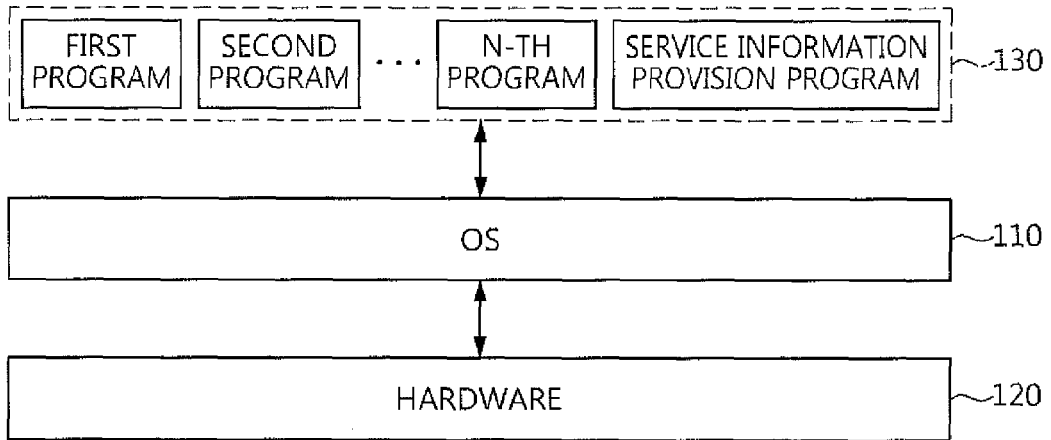 FIRST
PROGRAM
SECOND
PROGRAM
...
N-TH
PROGRAM
SERVICE INFORMATION
PROVISION PROGRAM
130
OS
110
HARDWARE
120